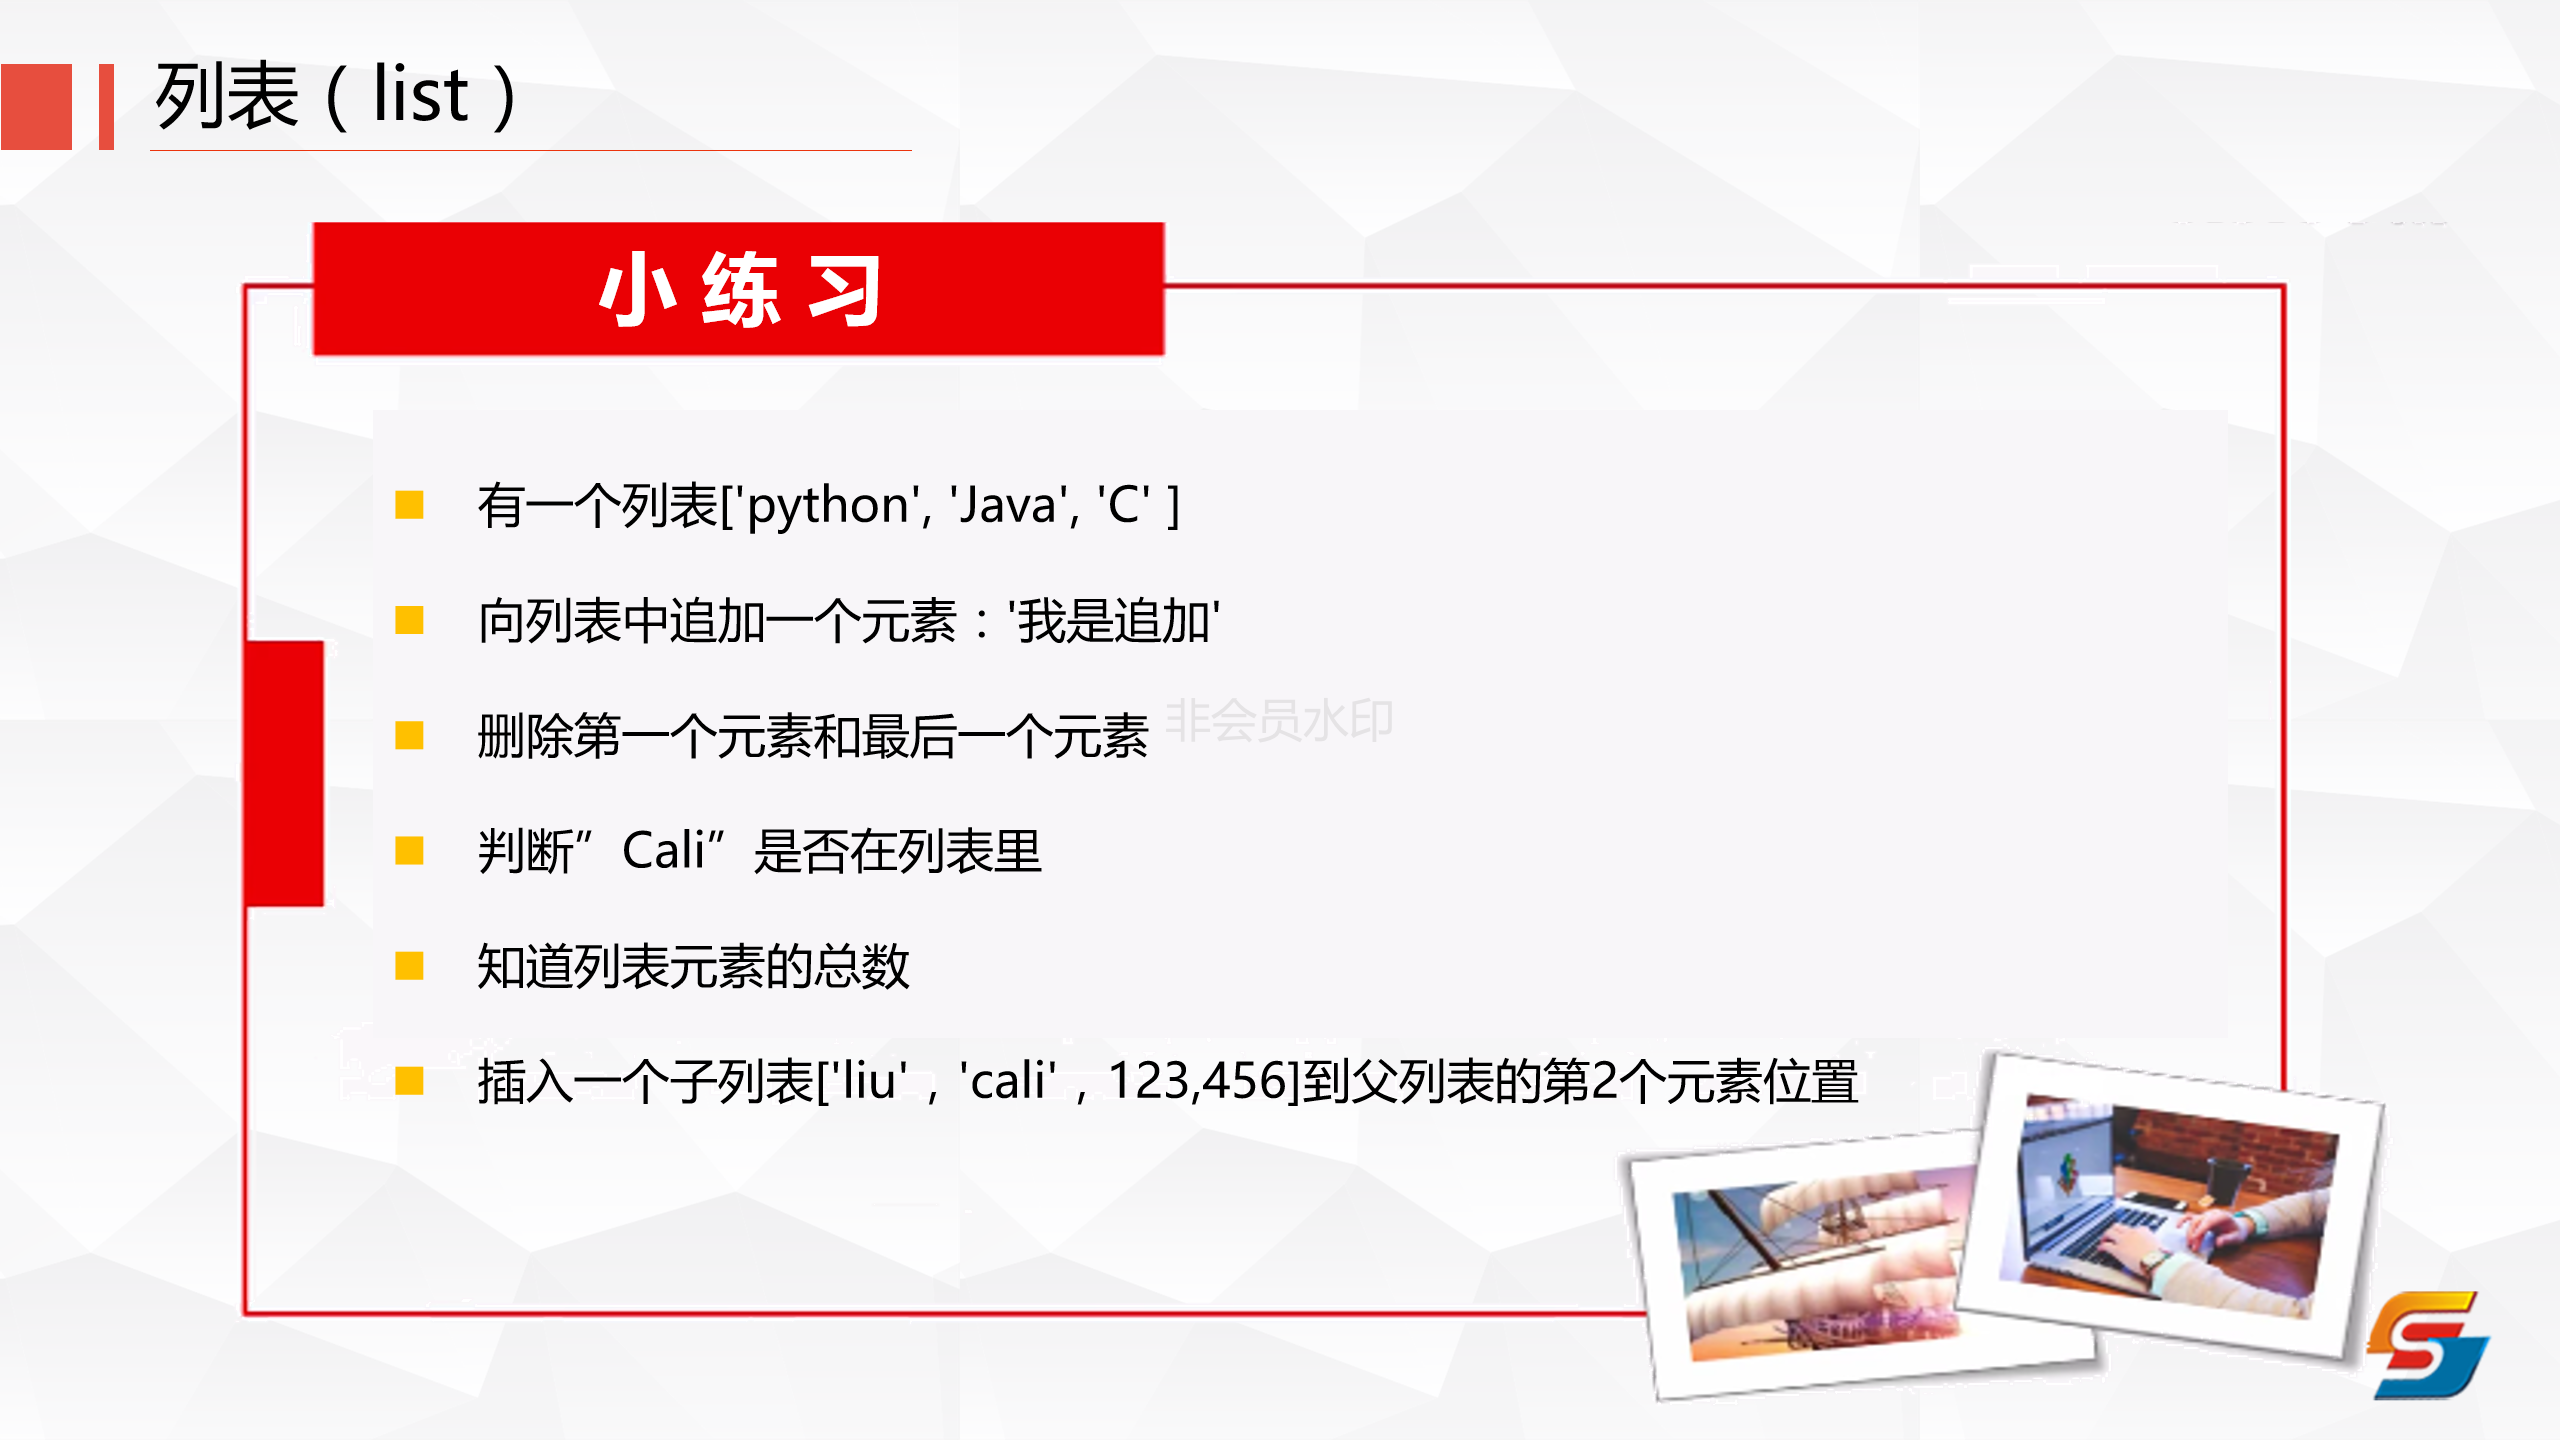 列表（list）
小 练 习
有一个列表['python', 'Java', 'C' ]
向列表中追加一个元素：'我是追加'
删除第一个元素和最后一个元素
非会员水印
判断”Cali”是否在列表里
知道列表元素的总数
插入一个子列表['liu'，'cali'，123,456]到父列表的第2个元素位置